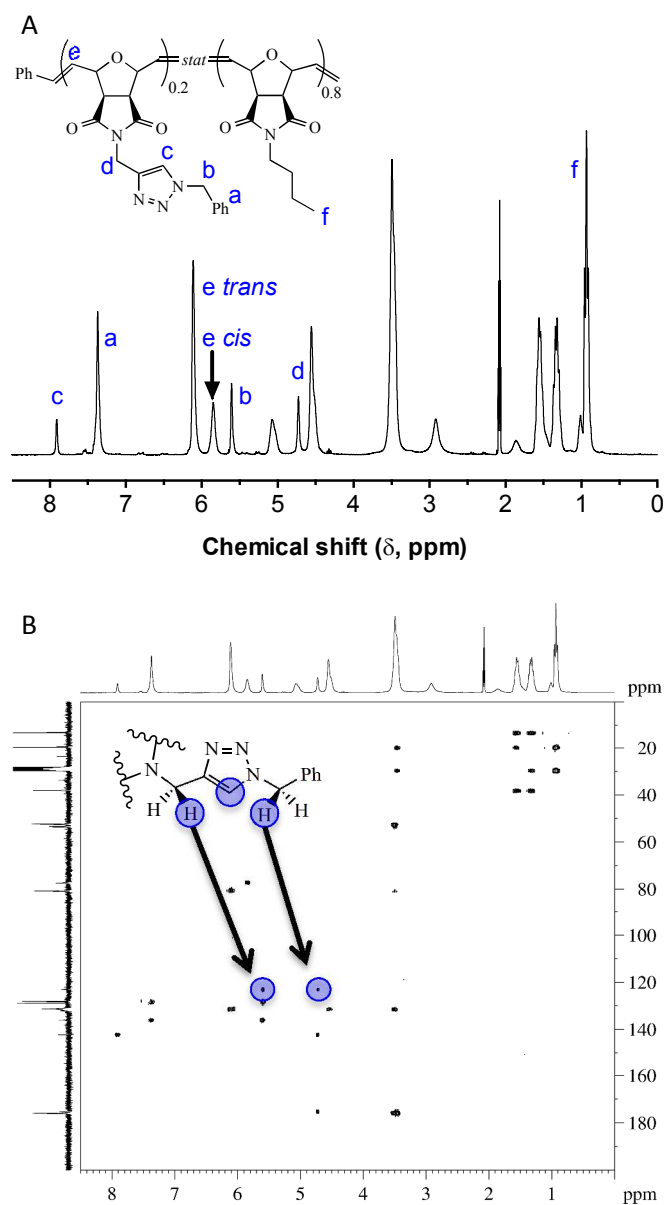 A
e
O
stat
O
Ph
0.2
0.8
O
N
O
O
N
O
d
c
b
N
a
N
N
Ph
f
f
e trans
a
e cis
c
b
d
8 7 6 5 4 3 2 1 0
Chemical shift (δ, ppm)
B
ppm
N=N
N
N
Ph
H
H
H
H
20
40
60
80
100
120
140
160
180
8 7 6 5 4 3 2 1 ppm